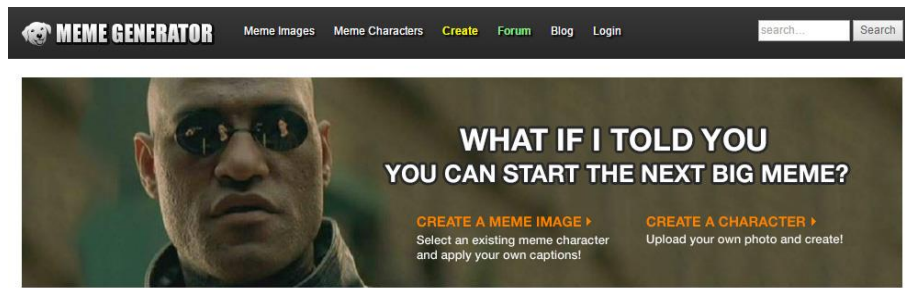 MEME GENERATOR
Meme Images Meme Characters Create Forum Blog Login
search....
Search
WHAT IF I TOLD YOU
YOU CAN START THE NEXT BIG MEME?
CREATE A MEME IMAGE
Select an existing meme character
and apply your own captions!
CREATE A CHARACTER
Upload your own photo and create!